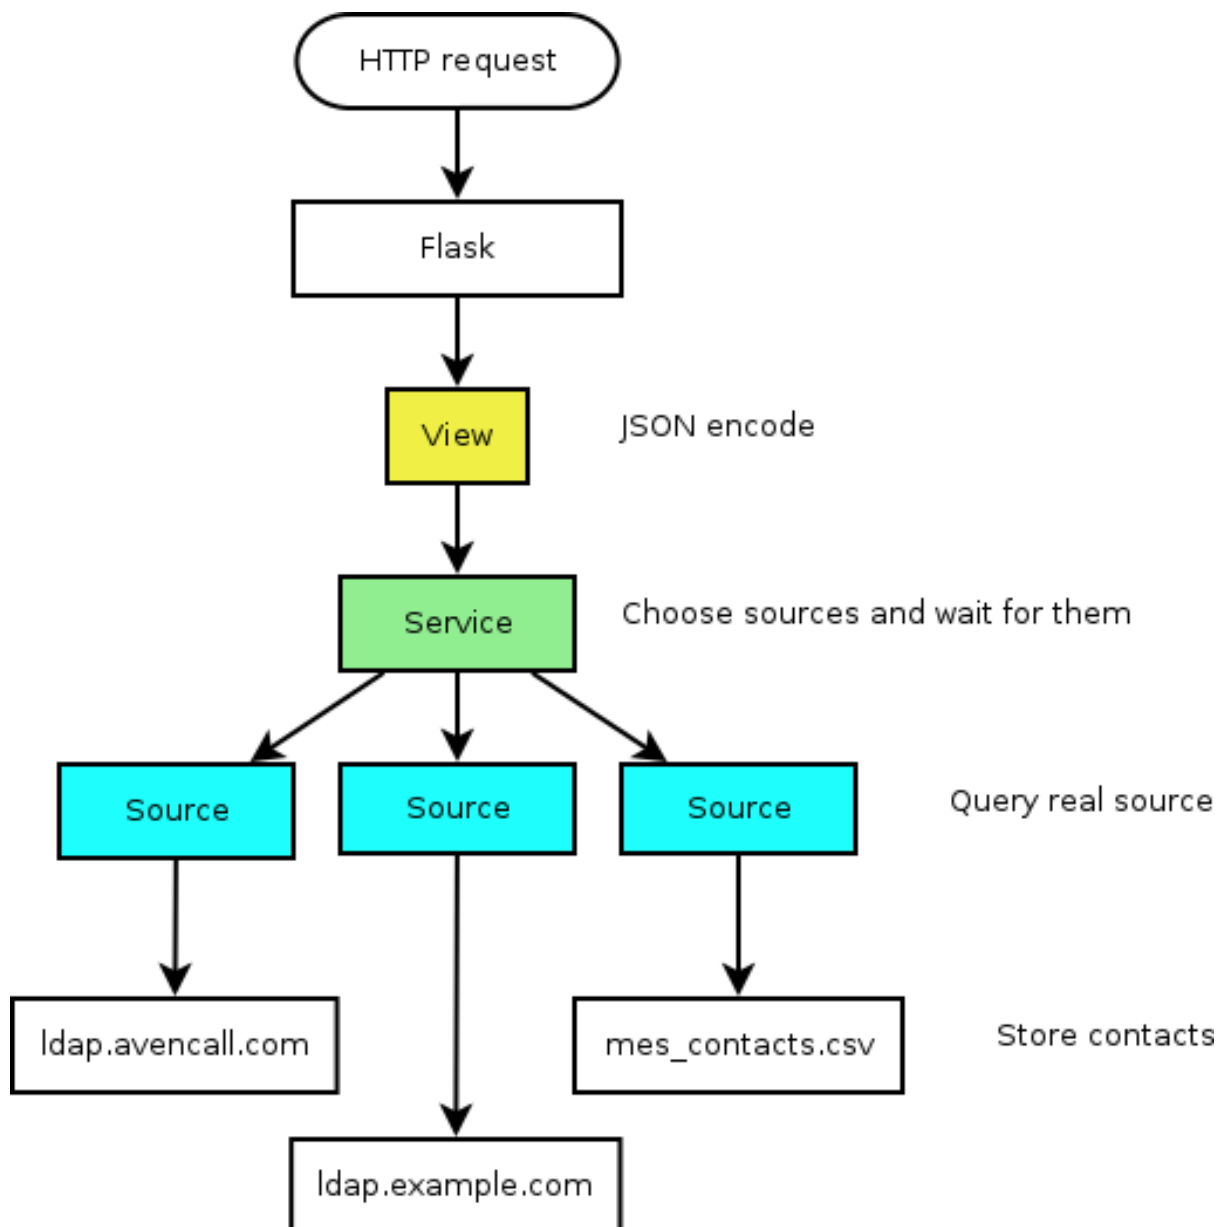 HTTP request
Flask
View
JSON encode
Service
Choose sources and wait for them
Source
Source
Source
Query real source
ldap.avencall.com
mes_contacts.csv
Store contacts
ldap.example.com